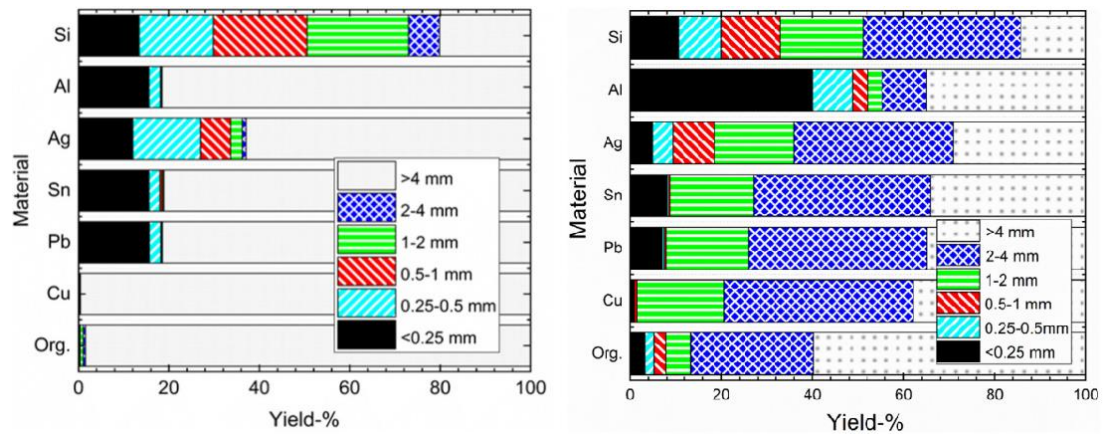 Material
Si
Al
Ag
Sn
Pb
Cu
Org.
>4 mm
2-4 mm
1-2 mm
0.5-1 mm
0.25-0.5 mm
<0.25 mm
0 20 40 60 80 100
Yield-%
Material
Si
Al
Ag
Sn
Pb
Cu
Org.
>4 mm
2-4 mm
1-2 mm
0.5-1 mm
0.25-0.5mm
<0.25 mm
0 20 40 60 80 100
Yield-%